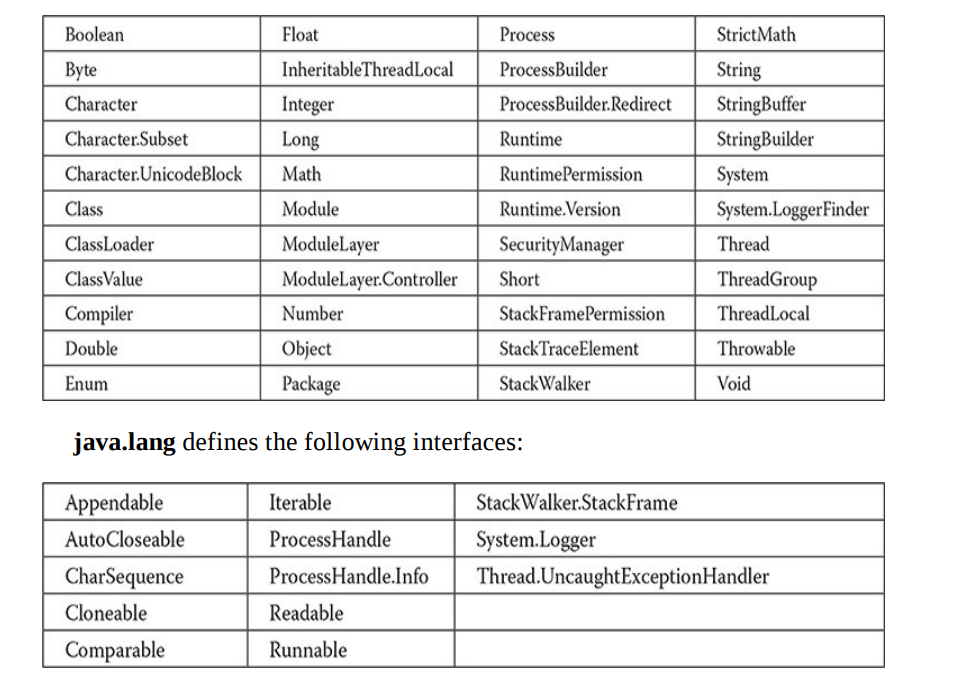 Boolean Float Process StrictMath
Byte InheritableThreadLocal ProcessBuilder String
Character Integer ProcessBuilder.Redirect StringBuffer
Character.Subset Long Runtime StringBuilder
Character.UnicodeBlock Math RuntimePermission System
Class Module Runtime.Version System.LoggerFinder
ClassLoader ModuleLayer SecurityManager Thread
ClassValue ModuleLayer.Controller Short ThreadGroup
Compiler Number StackFramePermission ThreadLocal
Double Object StackTraceElement Throwable
Enum Package StackWalker Void
java.lang defines the following interfaces:
Appendable Iterable StackWalker.StackFrame
AutoCloseable ProcessHandle System.Logger
CharSequence ProcessHandle.Info Thread.UncaughtExceptionHandler
Cloneable Readable
Comparable Runnable